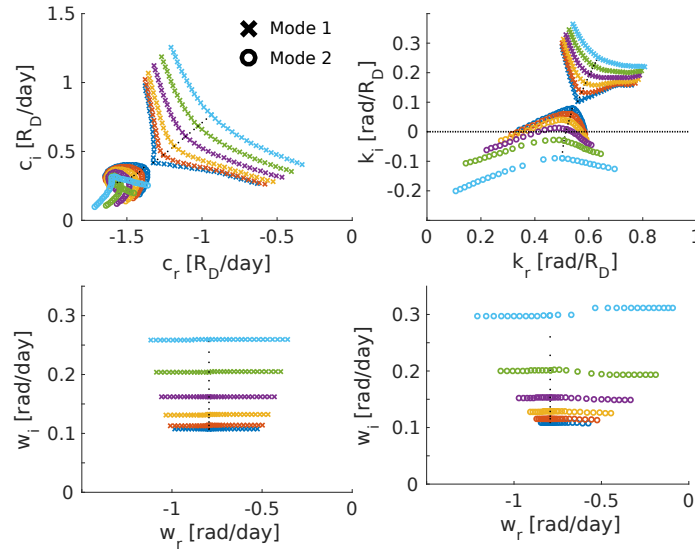 1.5
1
0.5
0
c_i [R_D/day]
-1.5 -1 -0.5 0
c_r [R_D/day]
Mode 1
Mode 2
0.3
0.2
0.1
0
-0.1
-0.2
k_i [rad/R_D]
0 0.2 0.4 0.6 0.8 1
k_r [rad/R_D]
0.3
0.2
0.1
0
w_i [rad/day]
-1 -0.5 0
w_r [rad/day]
0.3
0.2
0.1
0
w_i [rad/day]
-1 -0.5 0
w_r [rad/day]